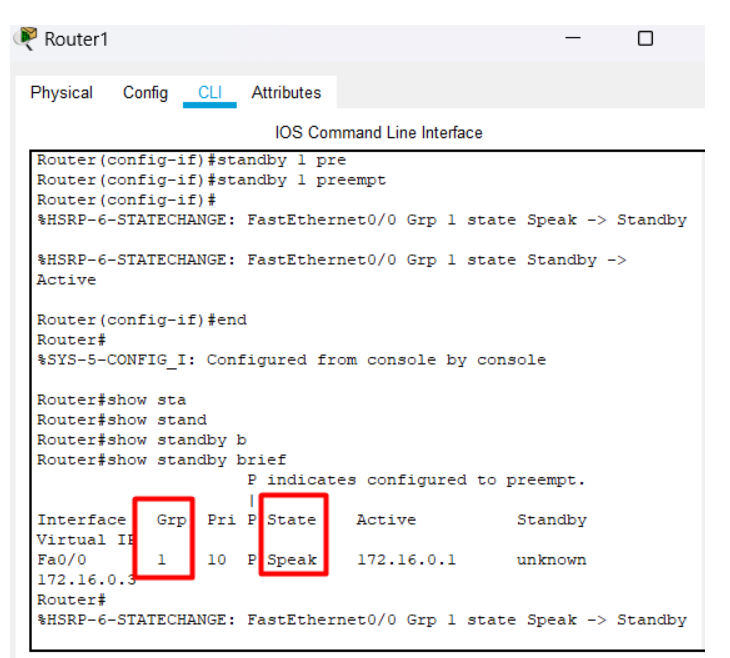 Router1
Physical Config CLI Attributes
IOS Command Line Interface
Router(config-if)#standby 1 pre
Router(config-if)#standby 1 preempt
Router(config-if)#
%HSRP-6-STATECHANGE: FastEthernet0/0 Grp 1 state Speak -> Standby
%HSRP-6-STATECHANGE: FastEthernet0/0 Grp 1 state Standby ->
Active
Router(config-if)#end
Router#
%SYS-5-CONFIG_I: Configured from console by console
Router#show sta
Router#show stand
Router#show standby b
Router#show standby brief
P indicates configured to preempt.
|
Interface Grp Pri P State Active Standby
Virtual IP
Fa0/0 1 10 P Speak 172.16.0.1 unknown
172.16.0.3
Router#
%HSRP-6-STATECHANGE: FastEthernet0/0 Grp 1 state Speak -> Standby